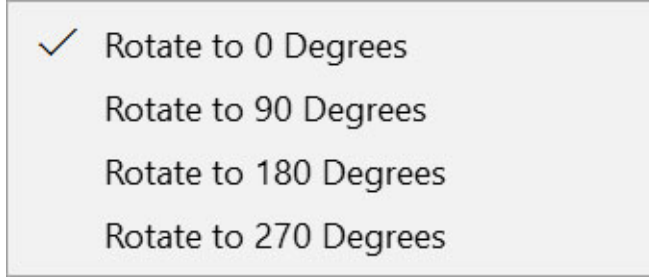 Rotate to 0 Degrees
Rotate to 90 Degrees
Rotate to 180 Degrees
Rotate to 270 Degrees